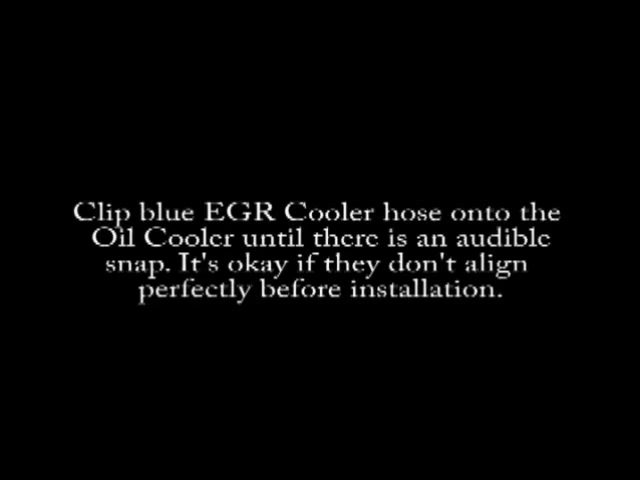 Clip blue EGR Cooler hose onto the
Oil Cooler until there is an audible
snap. It's okay if they don't align
perfectly before installation.